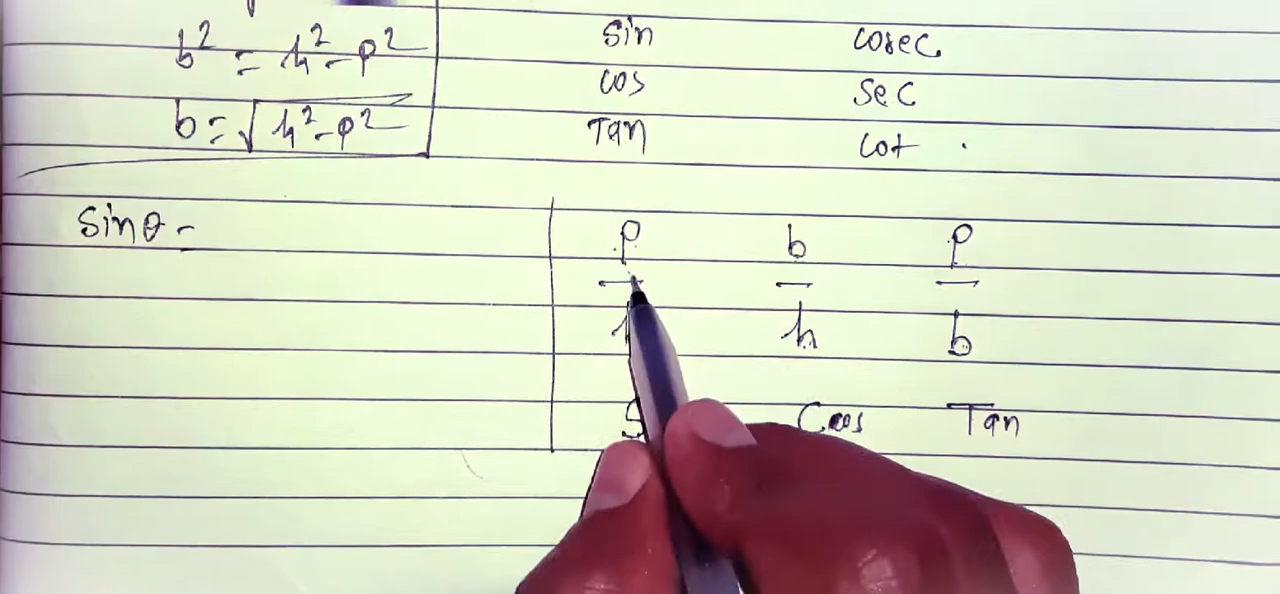 b² = h² - p²
b = √h² - p²
sin cosec
cos sec
Tan cot .
Sinθ -
p b p
h b
Cos Tan